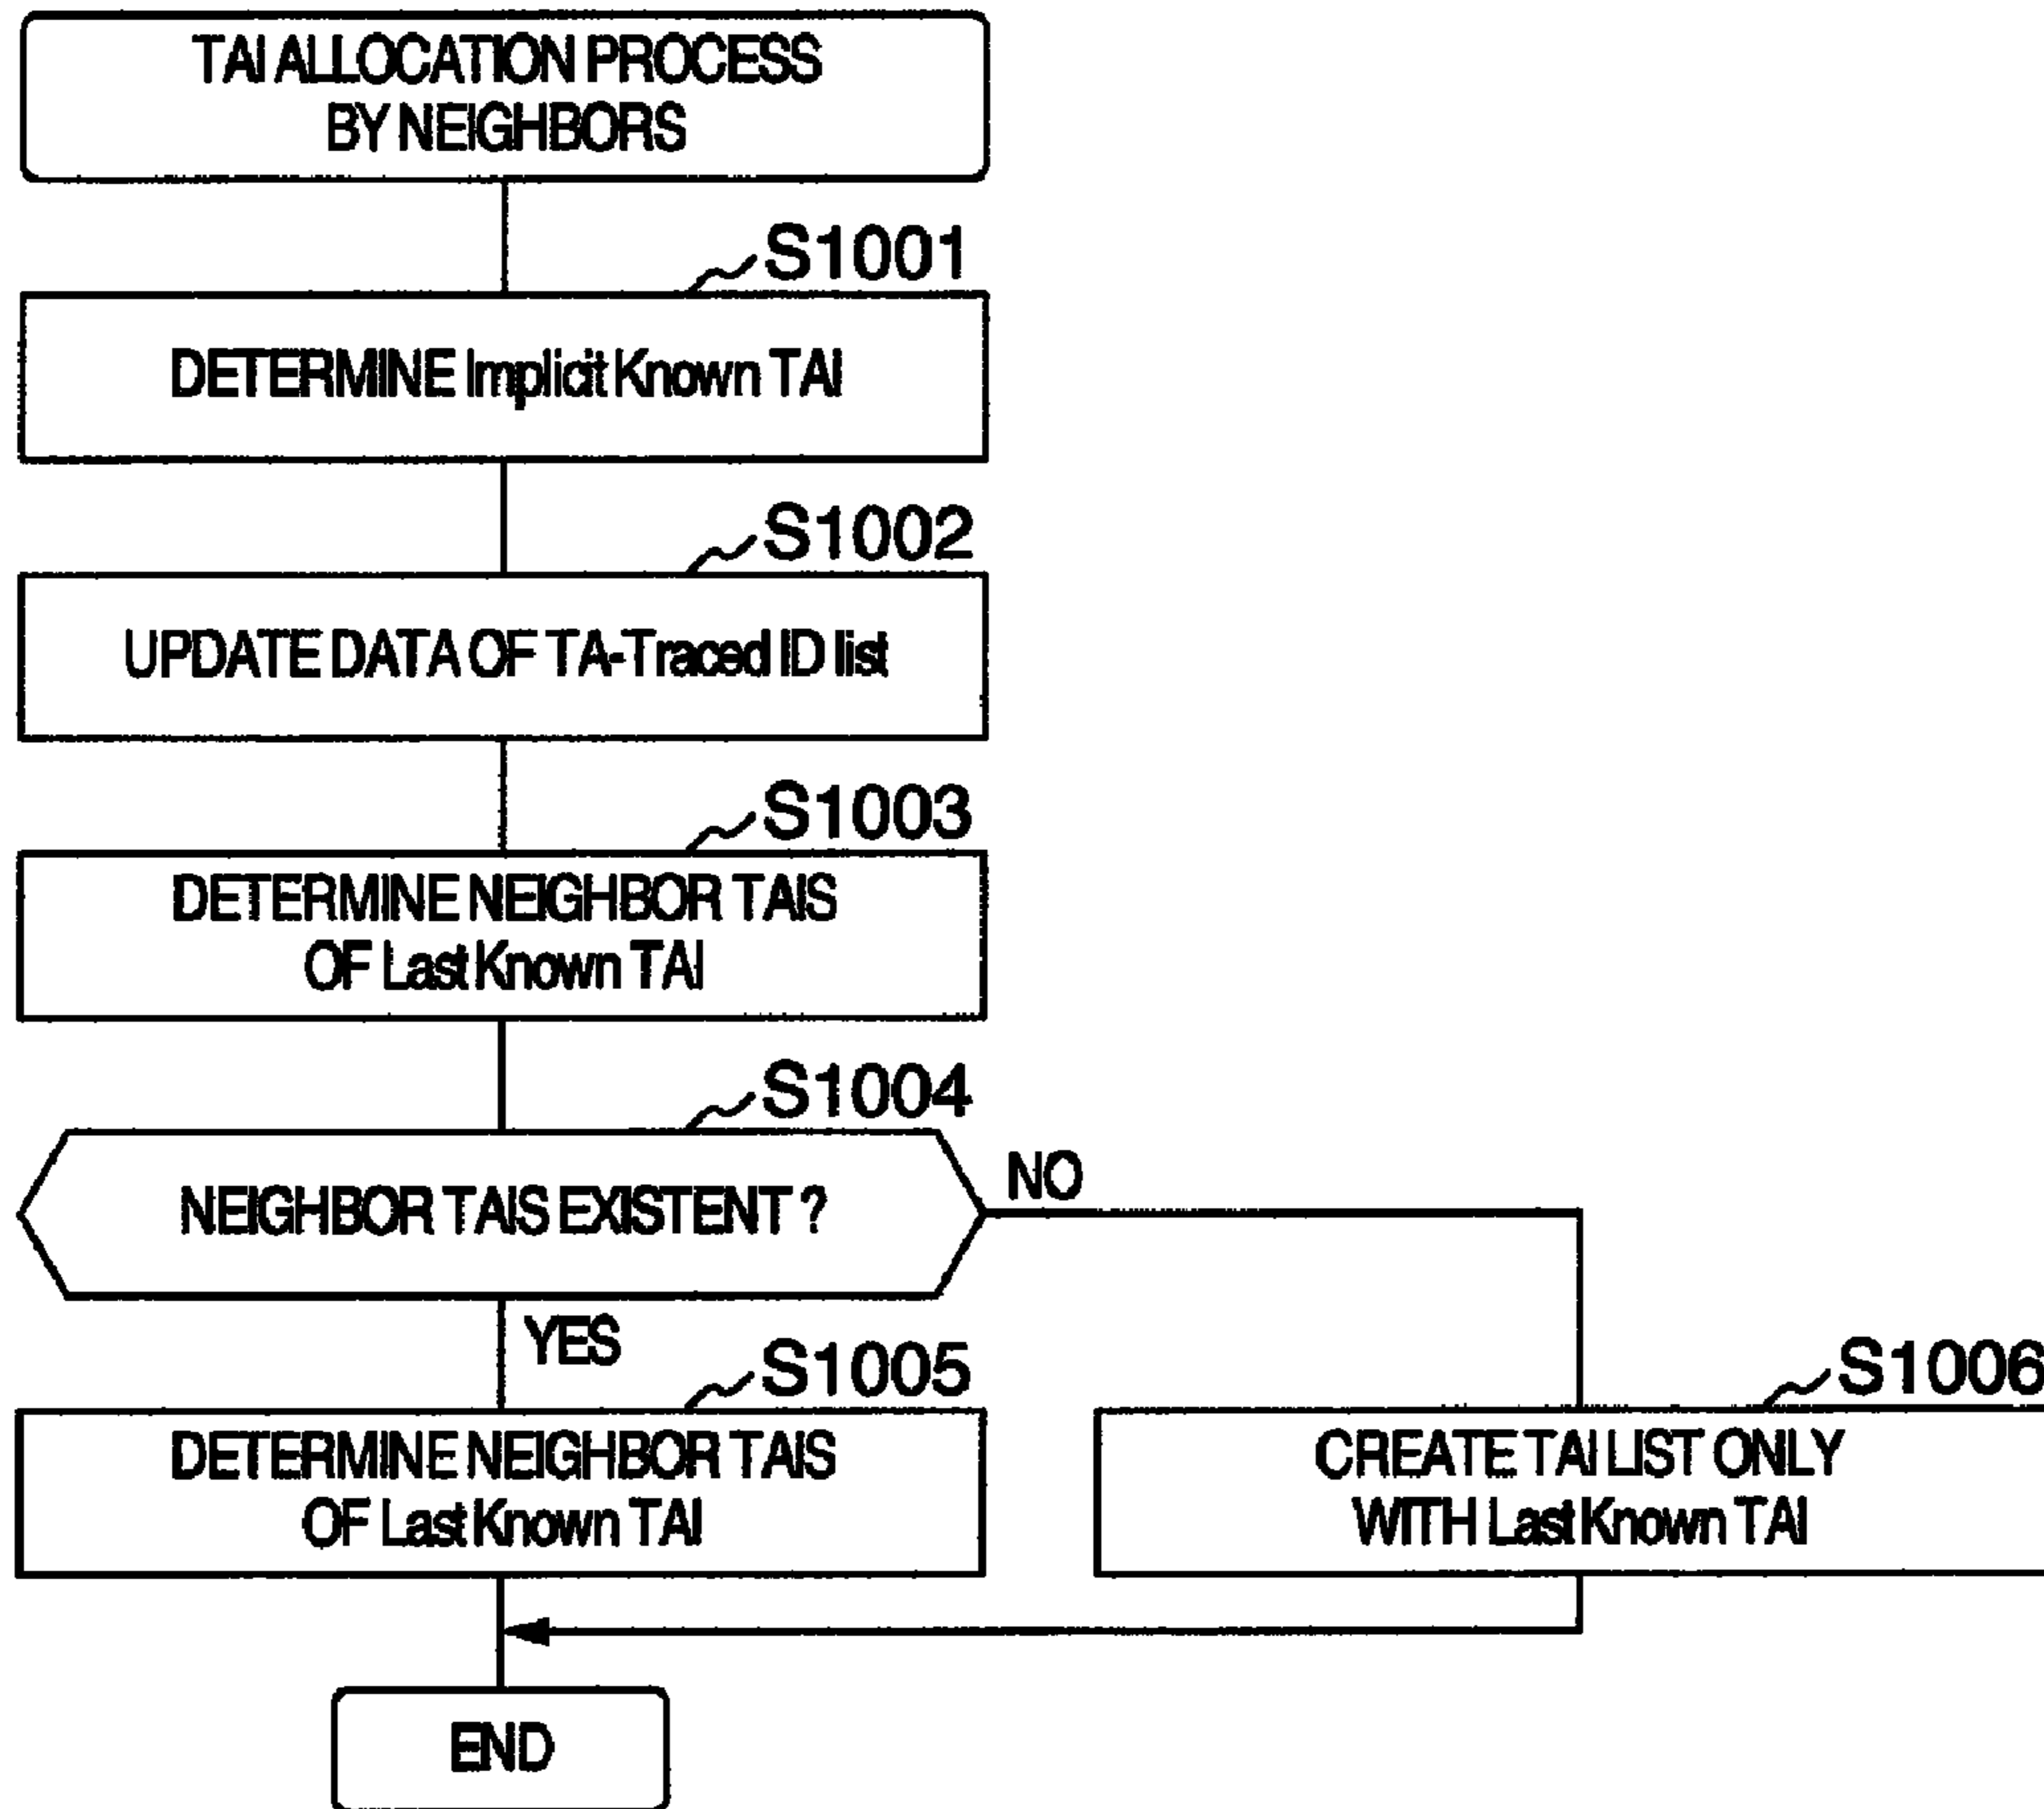 TAI ALLOCATION PROCESS
BY NEIGHBORS
S1001
DETERMINE Implicit Known TAI
S1002
UPDATE DATA OF TA-Traced ID list
S1003
DETERMINE NEIGHBOR TAIS
OF Last Known TAI
S1004
NEIGHBOR TAIS EXISTENT ?
NO
YES
S1005
DETERMINE NEIGHBOR TAIS
OF Last Known TAI
S1006
CREATE TAI LIST ONLY
WITH Last Known TAI
END